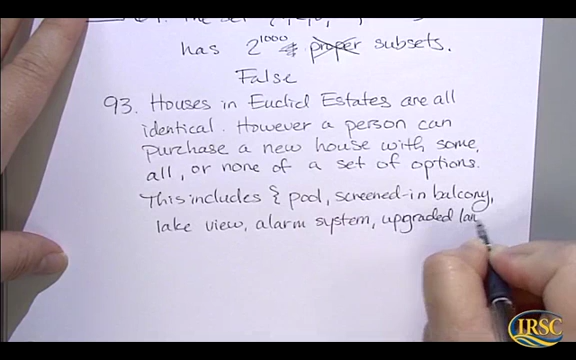 has 2^1000 proper subsets.
False
93. Houses in Euclid Estates are all
identical. However a person can
purchase a new house with some,
all, or none of a set of options.
This includes { pool, screened-in balcony,
lake view, alarm system, upgraded lan
IRSC